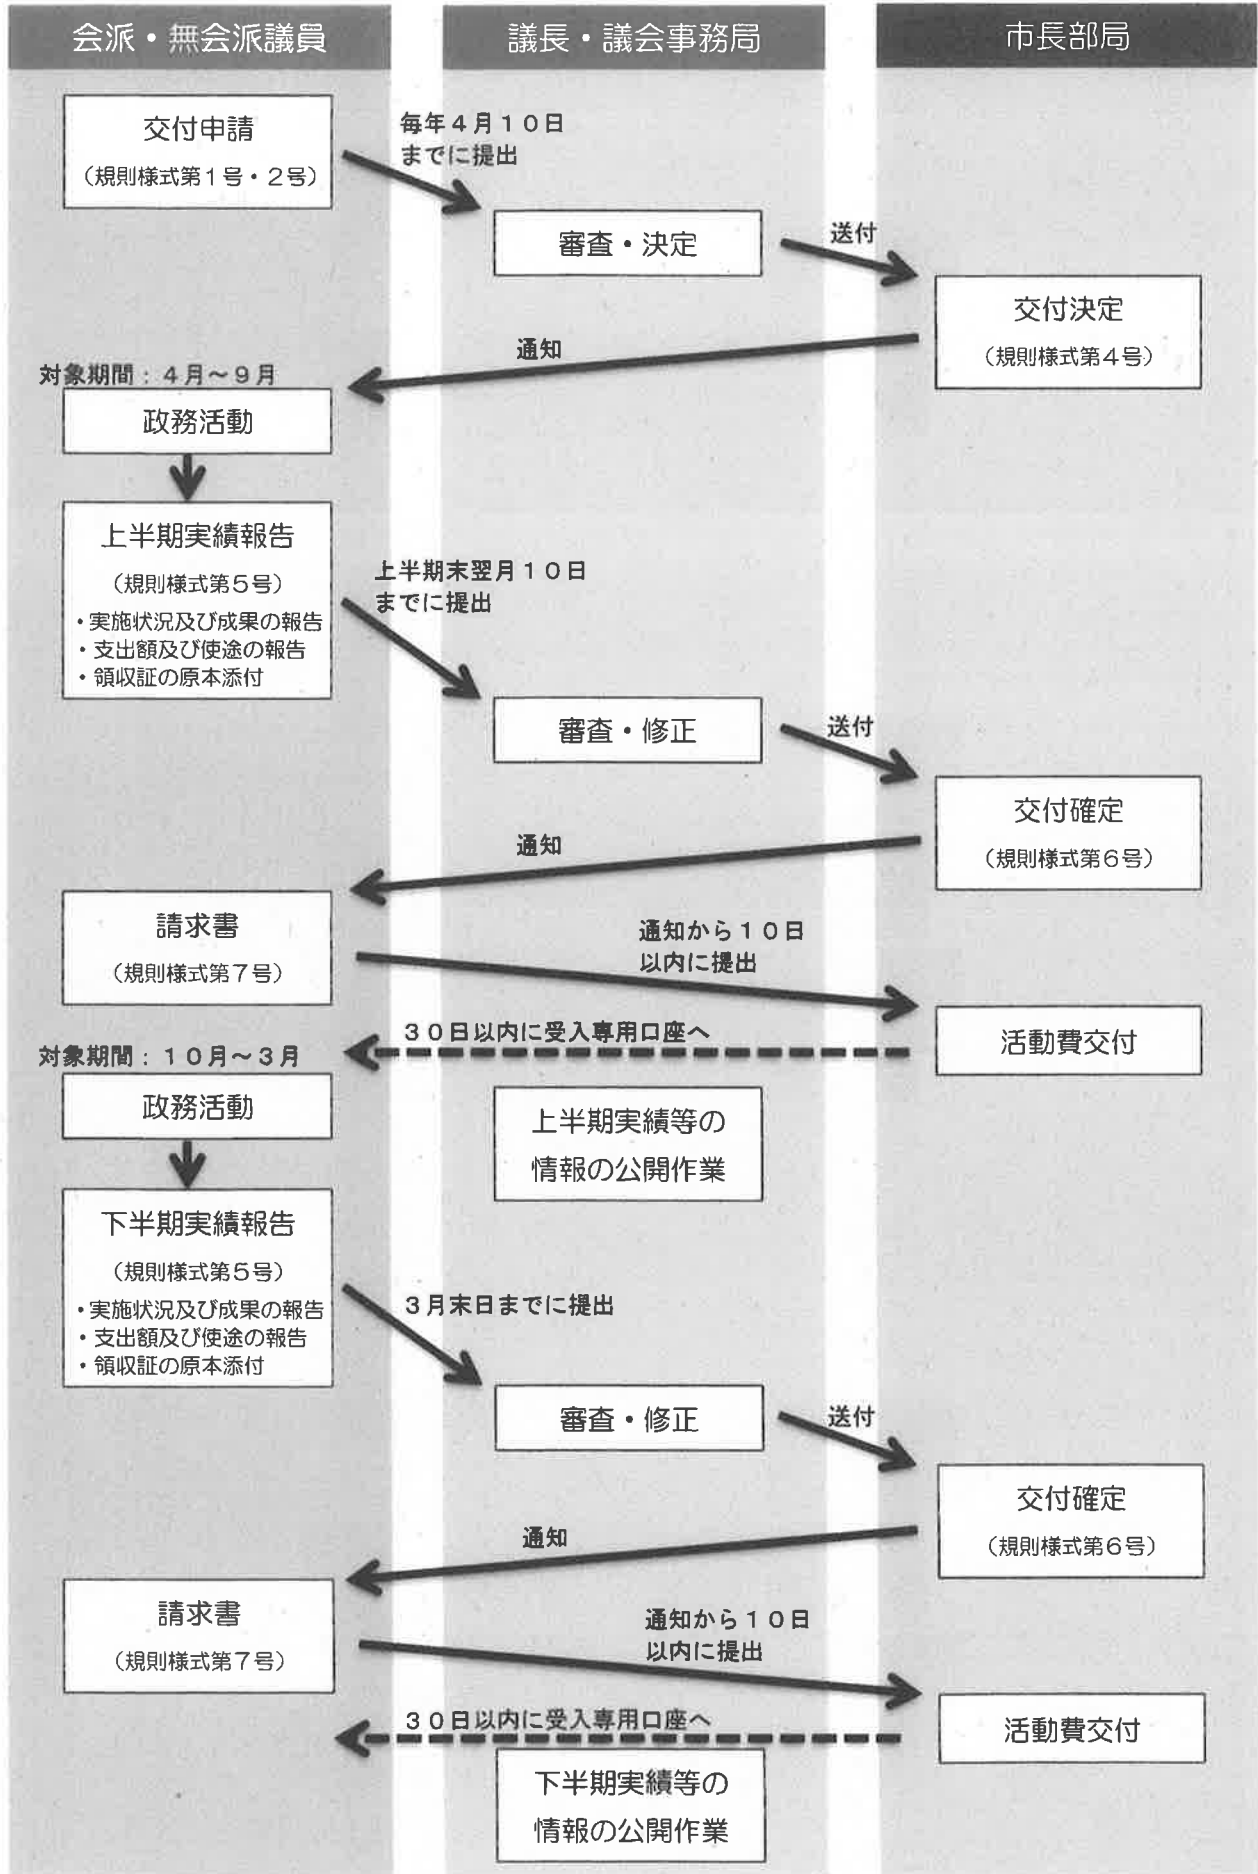 会派・無会派議員
議長・議会事務局
市長部局
交付申請
（規則様式第１号・２号）
毎年４月１０日
までに提出
審査・決定
送付
交付決定
（規則様式第４号）
通知
対象期間：４月～９月
政務活動
上半期実績報告
（規則様式第５号）
・実施状況及び成果の報告
・支出額及び使途の報告
・領収証の原本添付
上半期末翌月１０日
までに提出
審査・修正
送付
交付確定
（規則様式第６号）
通知
請求書
（規則様式第７号）
通知から１０日
以内に提出
活動費交付
３０日以内に受入専用口座へ
対象期間：１０月～３月
政務活動
上半期実績等の
情報の公開作業
下半期実績報告
（規則様式第５号）
・実施状況及び成果の報告
・支出額及び使途の報告
・領収証の原本添付
３月末日までに提出
審査・修正
送付
交付確定
（規則様式第６号）
通知
請求書
（規則様式第７号）
通知から１０日
以内に提出
活動費交付
３０日以内に受入専用口座へ
下半期実績等の
情報の公開作業